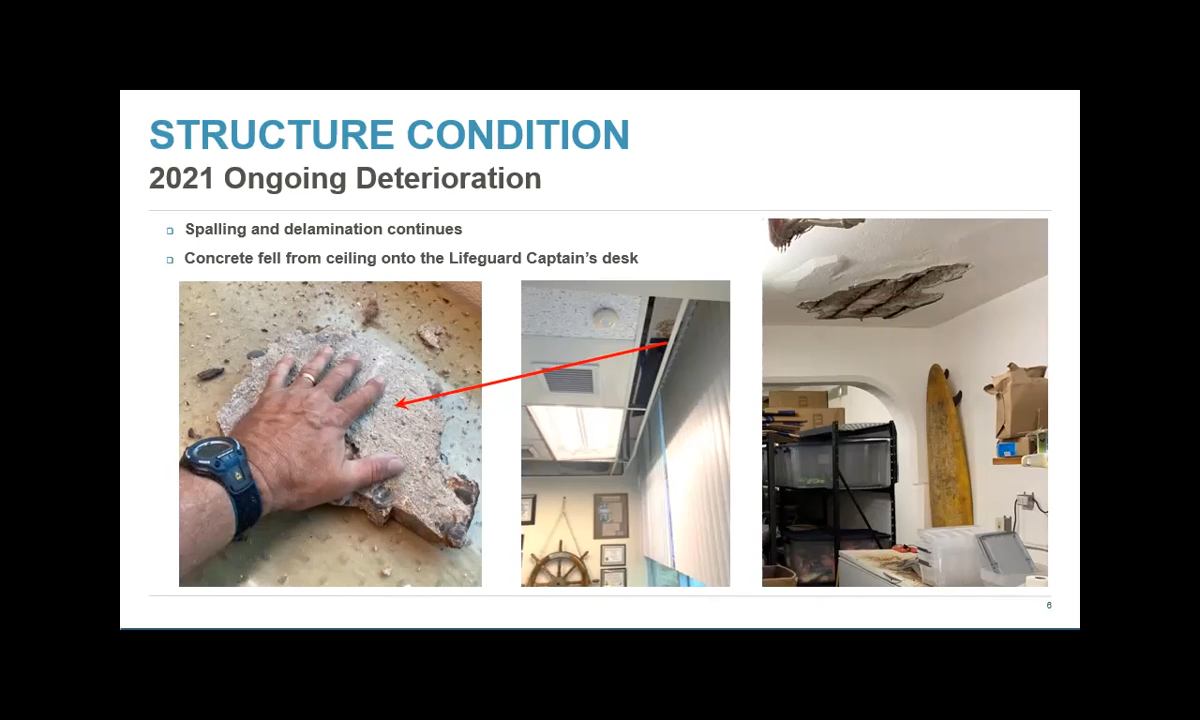 STRUCTURE CONDITION
2021 Ongoing Deterioration
Spalling and delamination continues
Concrete fell from ceiling onto the Lifeguard Captain’s desk
6